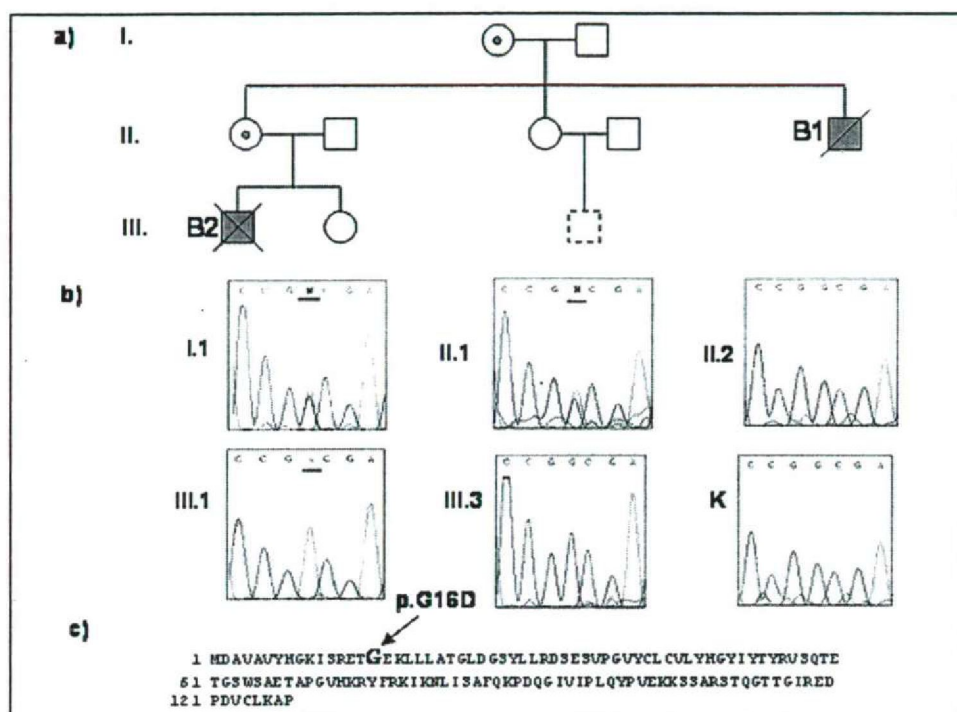 a) I.
II. B1
III. B2
b)
C C G N C G A
C C G N C G A
C C G G C G A
I.1 II.1 II.2
C C G A C G A
C C G G C G A
C C G G C G A
III.1 III.3 K
p.G16D
c)
1 MDAVAVYHGKISRETGEKLLLATGLDGSYLLRDSESVPGVYCLCVLYHGYIYTYRVSQTE
61 TGSWSAETAPGVHKRYFRKIKNLISAFQKPDQGIVIPLQYPVEKKSSARSTQGTTGIRED
121 PDVCLKAP